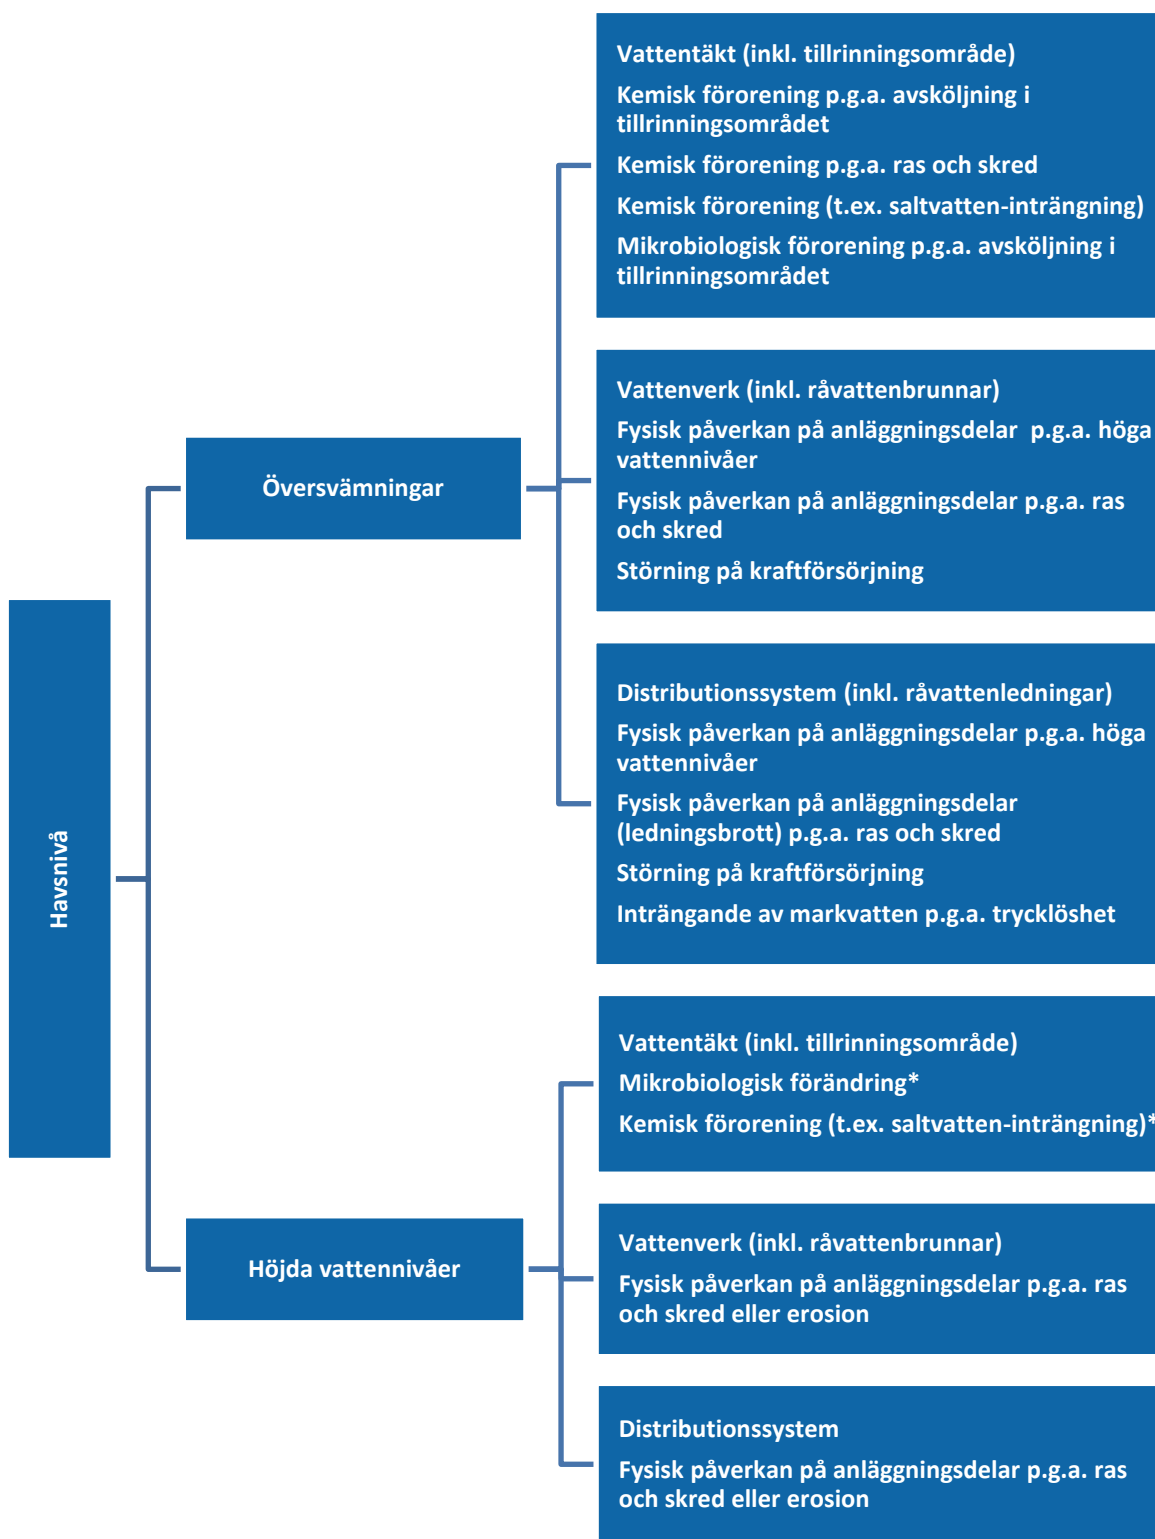 Vattentäkt (inkl. tillrinningsområde)
Kemisk förorening p.g.a. avsköljning i
tillrinningsområdet
Kemisk förorening p.g.a. ras och skred
Kemisk förorening (t.ex. saltvatten-inträngning)
Mikrobiologisk förorening p.g.a. avsköljning i
tillrinningsområdet
Vattenverk (inkl. råvattenbrunnar)
Fysisk påverkan på anläggningsdelar  p.g.a. höga
vattennivåer
Fysisk påverkan på anläggningsdelar p.g.a. ras
och skred
Störning på kraftförsörjning
Översvämningar
Distributionssystem (inkl. råvattenledningar)
Fysisk påverkan på anläggningsdelar p.g.a. höga
vattennivåer
Fysisk påverkan på anläggningsdelar
(ledningsbrott) p.g.a. ras och skred
Störning på kraftförsörjning
Inträngande av markvatten p.g.a. trycklöshet
Havsnivå
Vattentäkt (inkl. tillrinningsområde)
Mikrobiologisk förändring*
Kemisk förorening (t.ex. saltvatten-inträngning)*
Vattenverk (inkl. råvattenbrunnar)
Fysisk påverkan på anläggningsdelar p.g.a. ras
och skred eller erosion
Höjda vattennivåer
Distributionssystem
Fysisk påverkan på anläggningsdelar p.g.a. ras
och skred eller erosion